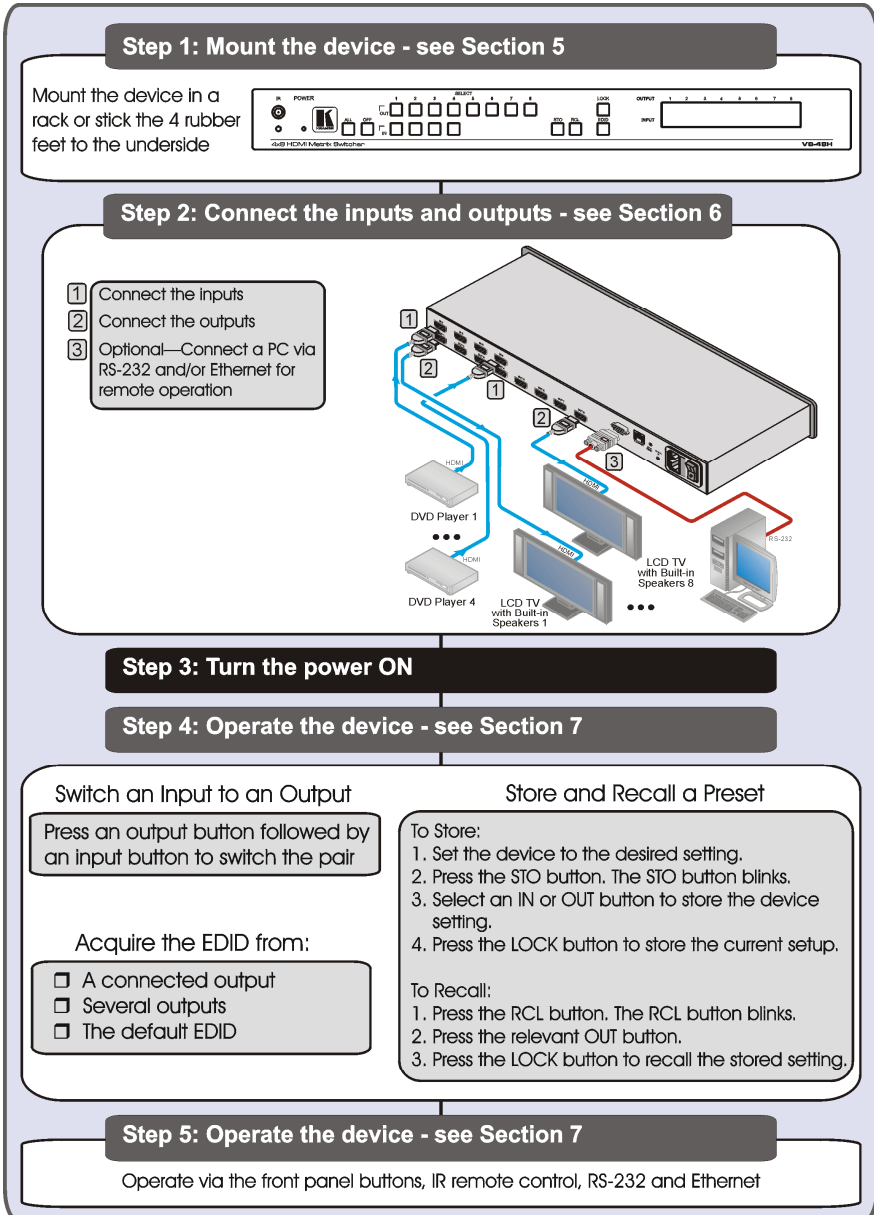 Step 1: Mount the device - see Section 5
Mount the device in a
rack or stick the 4 rubber
feet to the underside
IR POWER
SELECT
1 2 3 4 5 6 7 8
OUT
IN
ALL OFF
STO RCL
LOCK
EDID
OUTPUT 1 2 3 4 5 6 7 8
INPUT
K
4x8 HDMI Matrix Switcher
VS-48H
Step 2: Connect the inputs and outputs - see Section 6
1 Connect the inputs
2 Connect the outputs
3 Optional—Connect a PC via
RS-232 and/or Ethernet for
remote operation
1
2
1
2
3
HDMI
DVD Player 1
HDMI
DVD Player 4
HDMI
LCD TV
with Built-in
Speakers 1
HDMI
LCD TV
with Built-in
Speakers 8
RS-232
Step 3: Turn the power ON
Step 4: Operate the device - see Section 7
Switch an Input to an Output
Press an output button followed by
an input button to switch the pair
Acquire the EDID from:
❒ A connected output
❒ Several outputs
❒ The default EDID
Store and Recall a Preset
To Store:
1. Set the device to the desired setting.
2. Press the STO button. The STO button blinks.
3. Select an IN or OUT button to store the device
setting.
4. Press the LOCK button to store the current setup.
To Recall:
1. Press the RCL button. The RCL button blinks.
2. Press the relevant OUT button.
3. Press the LOCK button to recall the stored setting.
Step 5: Operate the device - see Section 7
Operate via the front panel buttons, IR remote control, RS-232 and Ethernet